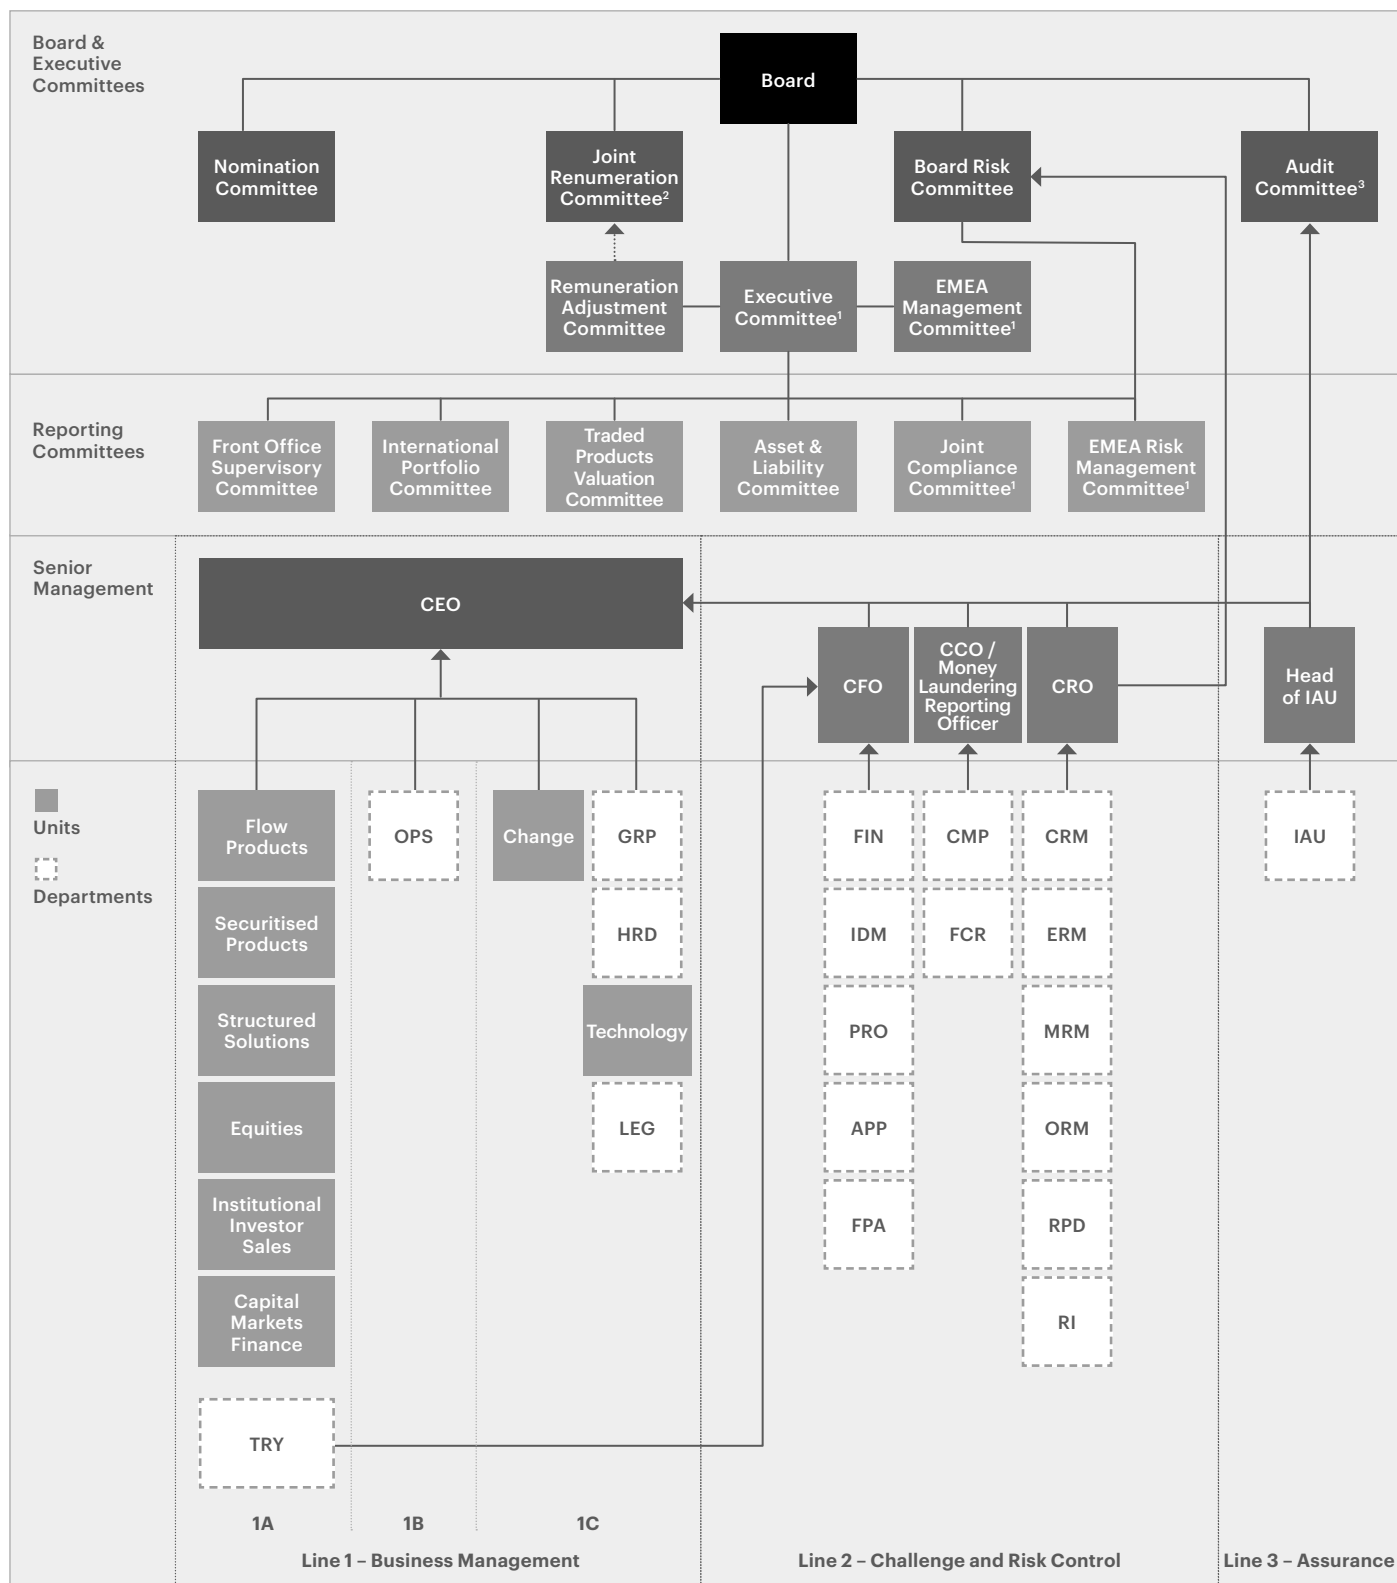 Board &
Executive
Committees
Board
Nomination
Committee
Joint
Renumeration
Committee²
Board Risk
Committee
Audit
Committee³
Remuneration
Adjustment
Committee
Executive
Committee¹
EMEA
Management
Committee¹
Reporting
Committees
Front Office
Supervisory
Committee
International
Portfolio
Committee
Traded
Products
Valuation
Committee
Asset &
Liability
Committee
Joint
Compliance
Committee¹
EMEA Risk
Management
Committee¹
Senior
Management
CEO
CFO
CCO /
Money
Laundering
Reporting
Officer
CRO
Head
of IAU
Units
Departments
Flow
Products
OPS
Change
GRP
FIN
CMP
CRM
IAU
Securitised
Products
HRD
IDM
FCR
ERM
Structured
Solutions
Technology
PRO
MRM
Equities
LEG
APP
ORM
Institutional
Investor
Sales
FPA
RPD
Capital
Markets
Finance
RI
TRY
1A
1B
1C
Line 1 – Business Management
Line 2 – Challenge and Risk Control
Line 3 – Assurance